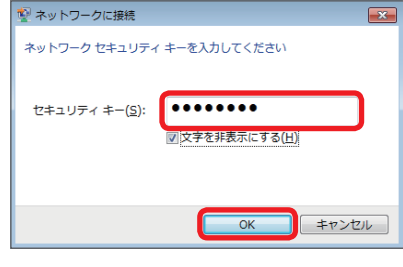 ネットワークに接続
ネットワーク セキュリティ キーを入力してください
セキュリティ キー(S): ●●●●●●●●
文字を非表示にする(H)
OK キャンセル